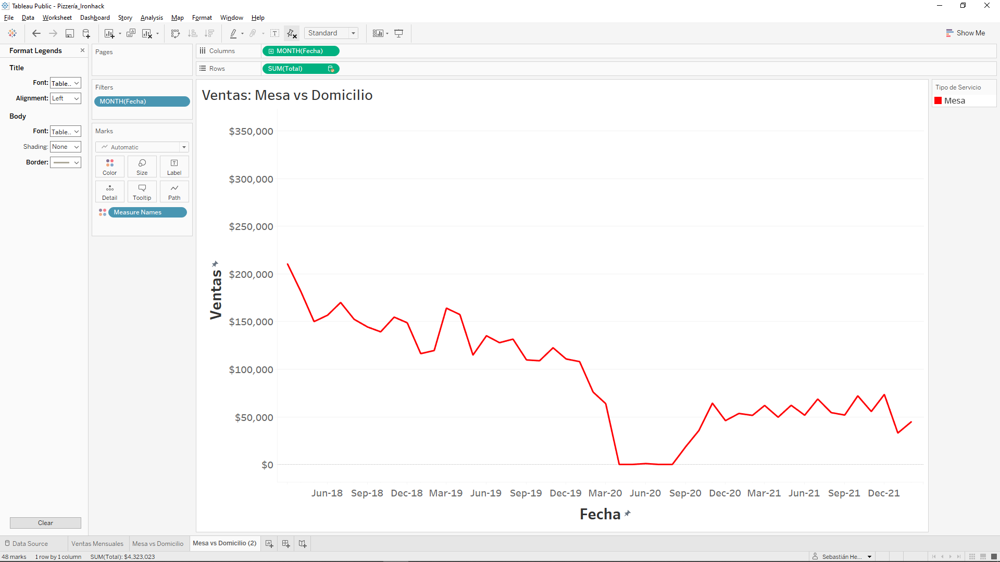 Tableau Public - Pizzería_Ironhack
File Data Worksheet Dashboard Story Analysis Map Format Window Help
Standard
Show Me
Format Legends
Title
Font: Table..
Alignment: Left
Body
Font: Table..
Shading: None
Border:
Clear
Pages
Filters
MONTH(Fecha)
Marks
Automatic
Color Size Label
Detail Tooltip Path
Measure Names
Columns MONTH(Fecha)
Rows SUM(Total)
Ventas: Mesa vs Domicilio
$350,000
$300,000
$250,000
$200,000
$150,000
$100,000
$50,000
$0
Ventas
Jun-18 Sep-18 Dec-18 Mar-19 Jun-19 Sep-19 Dec-19 Mar-20 Jun-20 Sep-20 Dec-20 Mar-21 Jun-21 Sep-21 Dec-21
Fecha
Tipo de Servicio
Mesa
Data Source Ventas Mensuales Mesa vs Domicilio Mesa vs Domicilio (2)
48 marks 1 row by 1 column SUM(Total): $4,323,023
Sebastián He...